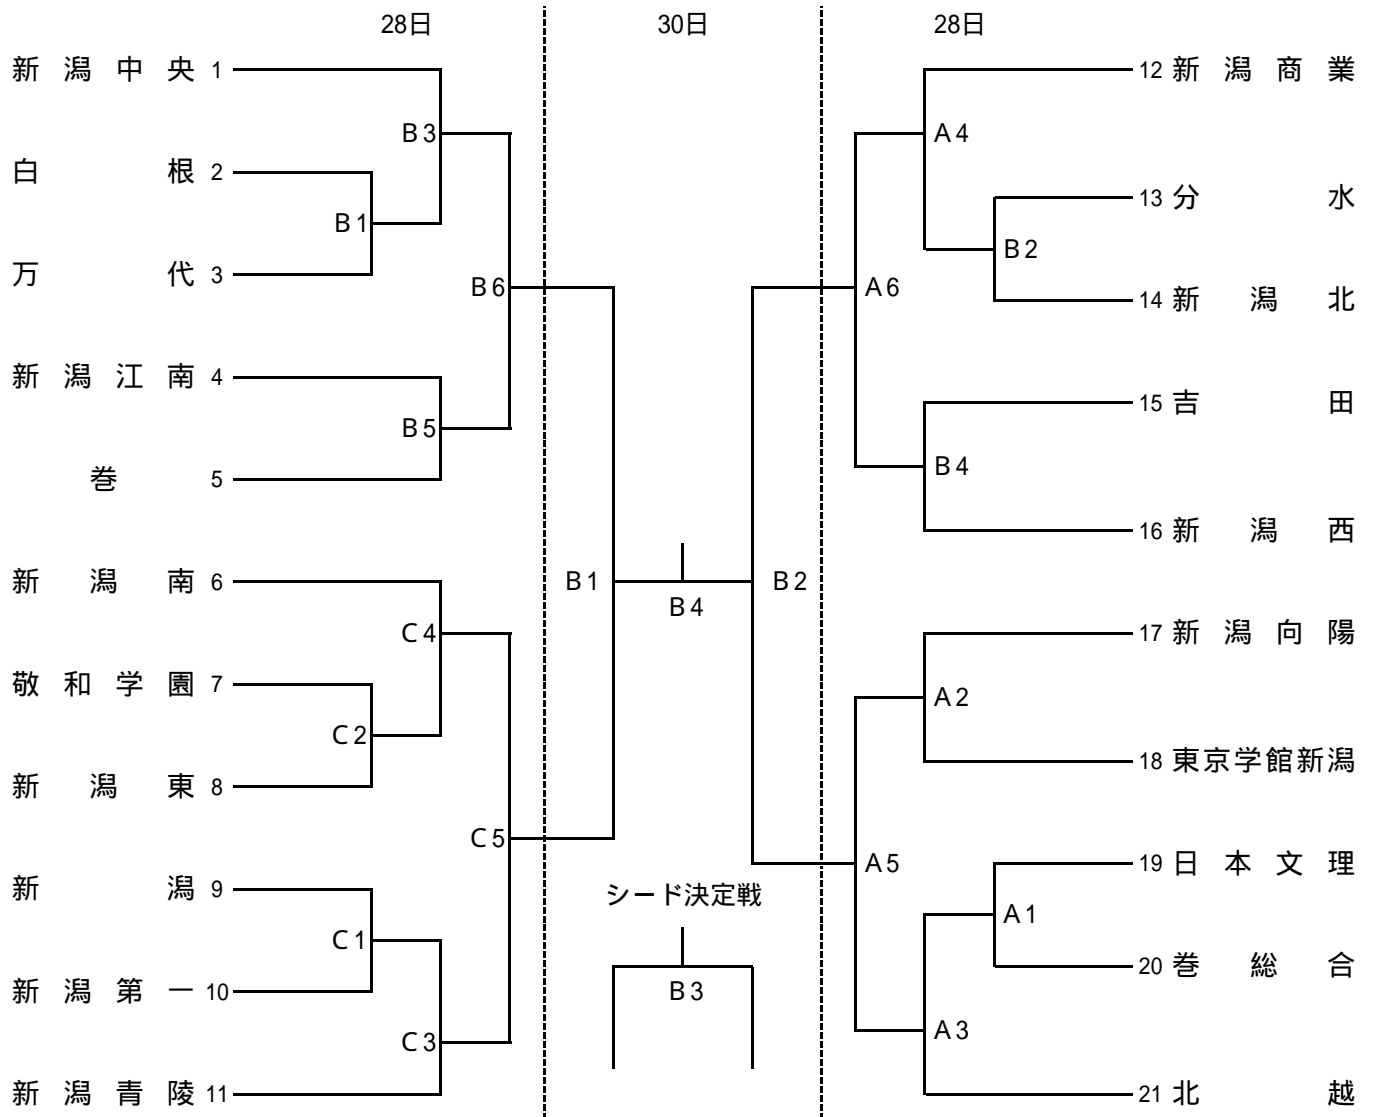 28日 30日 28日
新潟中央 1
白根 2
万代 3
新潟江南 4
巻 5
新潟南 6
敬和学園 7
新潟東 8
新潟 9
新潟第一 10
新潟青陵 11
B3
B1
B6
B5
C4
C2
C5
C1
C3
B1
B4
B2
シード決定戦
B3
A4
B2
A6
B4
A2
A5
A1
A3
12 新潟商業
13 分水
14 新潟北
15 吉田
16 新潟西
17 新潟向陽
18 東京学館新潟
19 日本文理
20 巻総合
21 北越